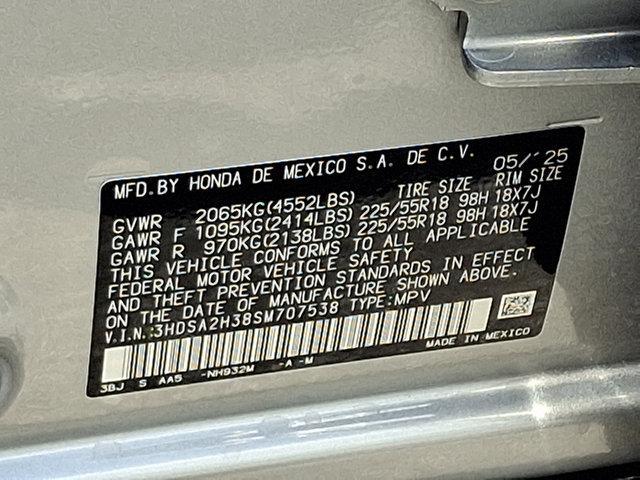 MFD.BY HONDA DE MEXICO S.A. DE C.V. 05/'25
GVWR 2065KG(4552LBS) TIRE SIZE RIM SIZE
GAWR F 1095KG(2414LBS) 225/55R18 98H 18X7J
GAWR R 970KG(2138LBS) 225/55R18 98H 18X7J
THIS VEHICLE CONFORMS TO ALL APPLICABLE
FEDERAL MOTOR VEHICLE SAFETY
AND THEFT PREVENTION STANDARDS IN EFFECT
ON THE DATE OF MANUFACTURE SHOWN ABOVE.
V.I.N.:3HDSA2H38SM707538 TYPE:MPV
3BJ S AA5 -NH932M -A -M MADE IN MEXICO